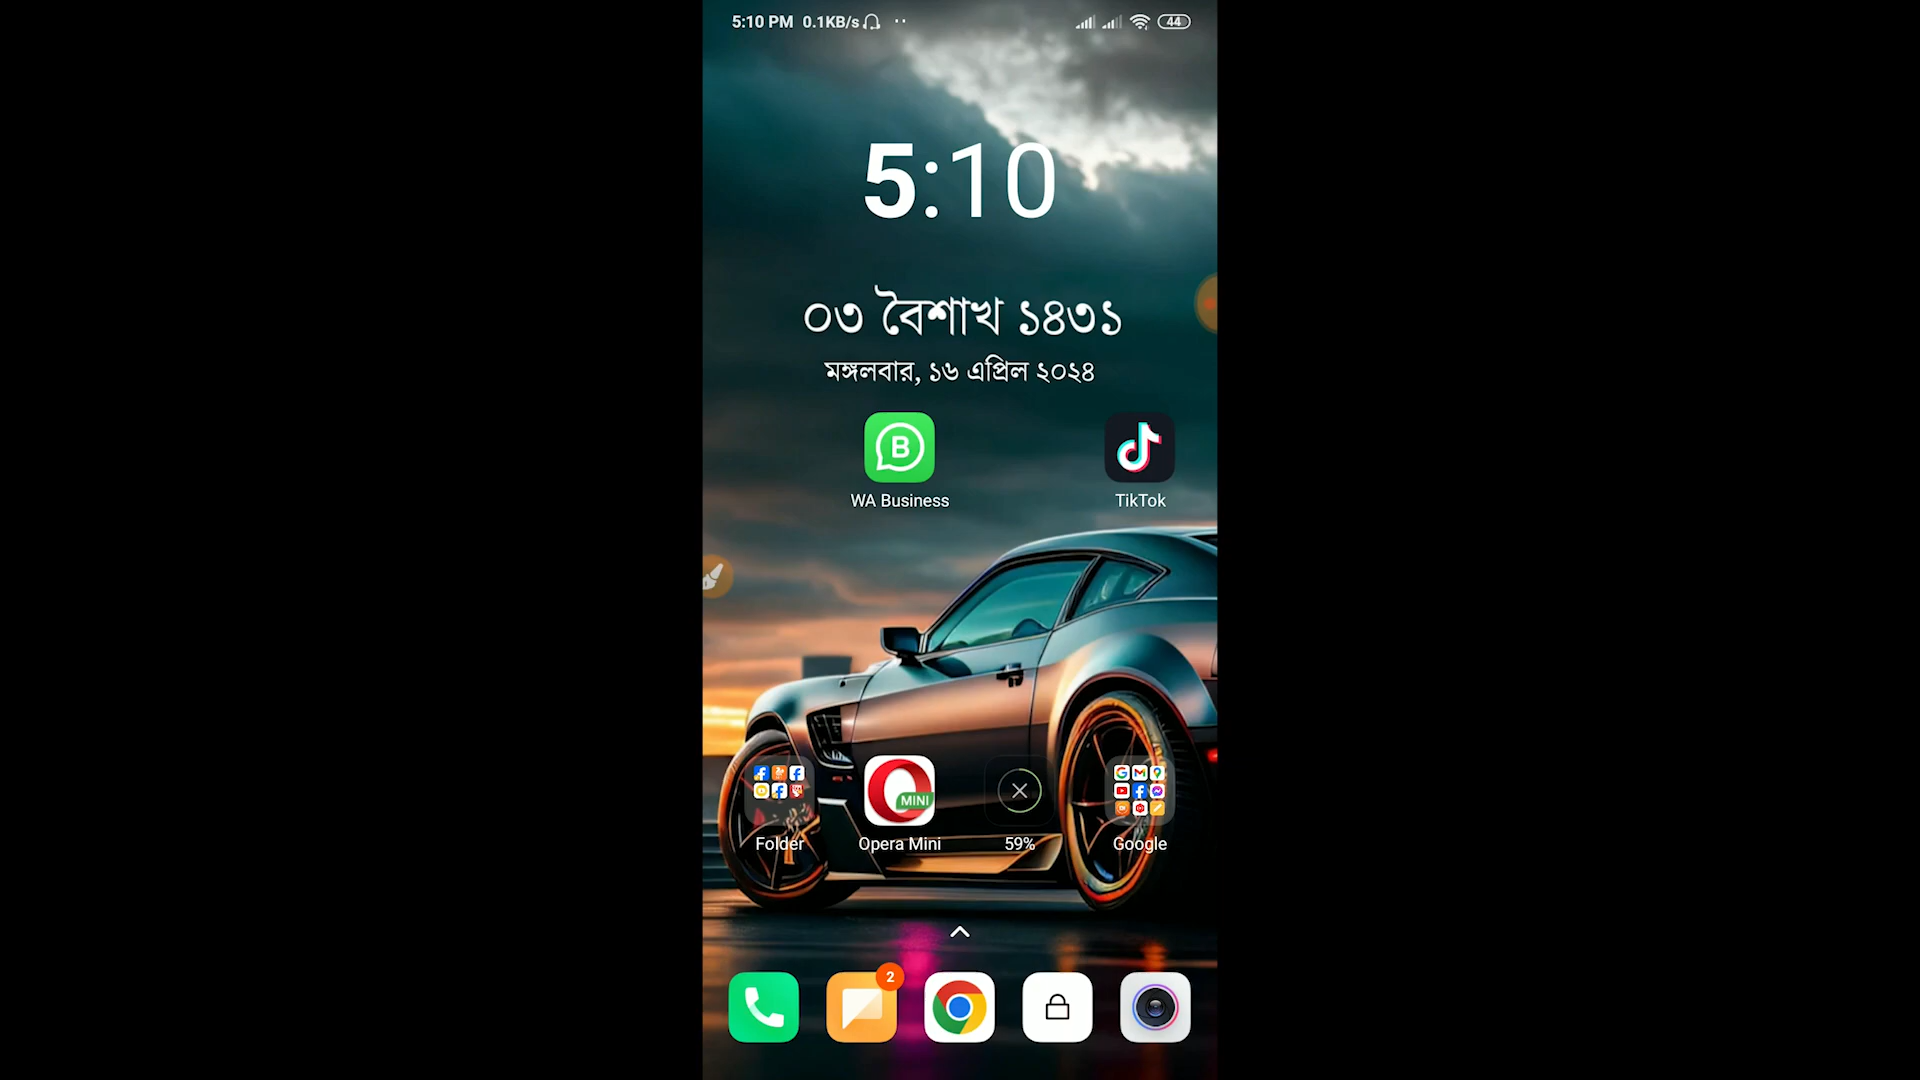 5:10 PM 0.1KB/s 44
5:10
০৩ বৈশাখ ১৪৩১
মঙ্গলবার, ১৬ এপ্রিল ২০২৪
B
WA Business
TikTok
MINI
Folder
Opera Mini
59%
Google
2